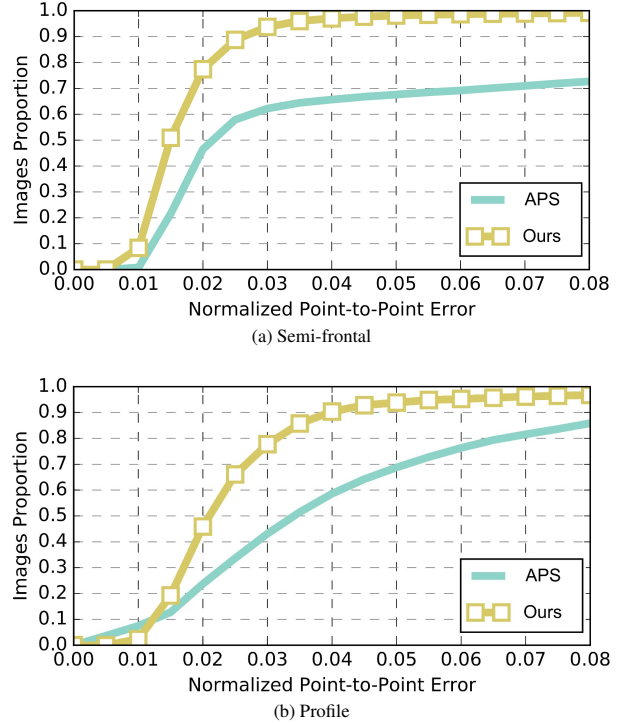 1.0
0.9
0.8
0.7
0.6
0.5
0.4
0.3
0.2
0.1
0.0
Images Proportion
APS
Ours
0.00 0.01 0.02 0.03 0.04 0.05 0.06 0.07 0.08
Normalized Point-to-Point Error
(a) Semi-frontal
1.0
0.9
0.8
0.7
0.6
0.5
0.4
0.3
0.2
0.1
0.0
Images Proportion
APS
Ours
0.00 0.01 0.02 0.03 0.04 0.05 0.06 0.07 0.08
Normalized Point-to-Point Error
(b) Profile